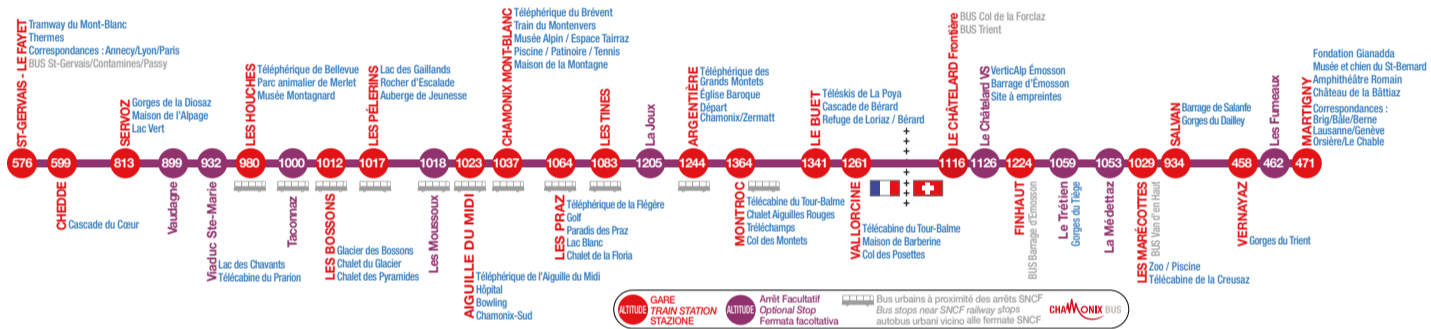 ST-GERVAIS - LE FAYET
Tramway du Mont-Blanc
Thermes
Correspondances : Annecy/Lyon/Paris
BUS St-Gervais/Contamines/Passy
576
599
CHEDDE
Cascade du Cœur
813
SERVOZ
Gorges de la Diosaz
Maison de l'Alpage
Lac Vert
899
Vaudagne
932
Viaduc Ste-Marie
Lac des Chavants
Télécabine du Prarion
980
LES HOUCHES
Téléphérique de Bellevue
Parc animalier de Merlet
Musée Montagnard
1000
Taconnaz
1012
LES BOSSONS
Glacier des Bossons
Chalet du Glacier
Chalet des Pyramides
1017
LES PÉLERINS
Lac des Gaillands
Rocher d'Escalade
Auberge de Jeunesse
1018
Les Moussoux
1023
AIGUILLE DU MIDI
Téléphérique de l'Aiguille du Midi
Hôpital
Bowling
Chamonix-Sud
1037
CHAMONIX MONT-BLANC
Téléphérique du Brévent
Train du Montenvers
Musée Alpin / Espace Tairraz
Piscine / Patinoire / Tennis
Maison de la Montagne
1064
LES PRAZ
Téléphérique de la Flégère
Golf
Paradis des Praz
Lac Blanc
Chalet de la Floria
1083
LES TINES
1205
La Joux
1244
ARGENTIÈRE
Téléphérique des
Grands Montets
Église Baroque
Départ
Chamonix/Zermatt
1364
MONTROC
Télécabine du Tour-Balme
Chalet Aiguilles Rouges
Tréléchamps
Col des Montets
1341
LE BUET
Téléskis de La Poya
Cascade de Bérard
Refuge de Loriaz / Bérard
1261
VALLORCINE
Télécabine du Tour-Balme
Maison de Barberine
Col des Posettes
1116
LE CHÂTELARD Frontière
BUS Col de la Forclaz
BUS Trient
1126
Le Châtelard VS
VerticAlp Émosson
Barrage d'Émosson
Site à empreintes
1224
FINHAUT
BUS Barrage d'Emosson
1059
Le Trétien
Gorges du Tiège
1053
La Médettaz
1029
LES MARÉCOTTES
BUS Van d'en Haut
Zoo / Piscine
Télécabine de la Creusaz
934
SALVAN
Barrage de Salanfe
Gorges du Dailley
458
VERNAYAZ
Gorges du Trient
462
Les Fumeaux
471
MARTIGNY
Fondation Gianadda
Musée et chien du St-Bernard
Amphithéâtre Romain
Château de la Bâttiaz
Correspondances :
Brig/Bâle/Berne
Lausanne/Genève
Orsière/Le Chable
ALTITUDE
GARE
TRAIN STATION
STAZIONE
ALTITUDE
Arrêt Facultatif
Optional Stop
Fermata facoltativa
Bus urbains à proximité des arrêts SNCF
Bus stops near SNCF railway stops
autobus urbani vicino alle fermate SNCF
CHAMONIX BUS